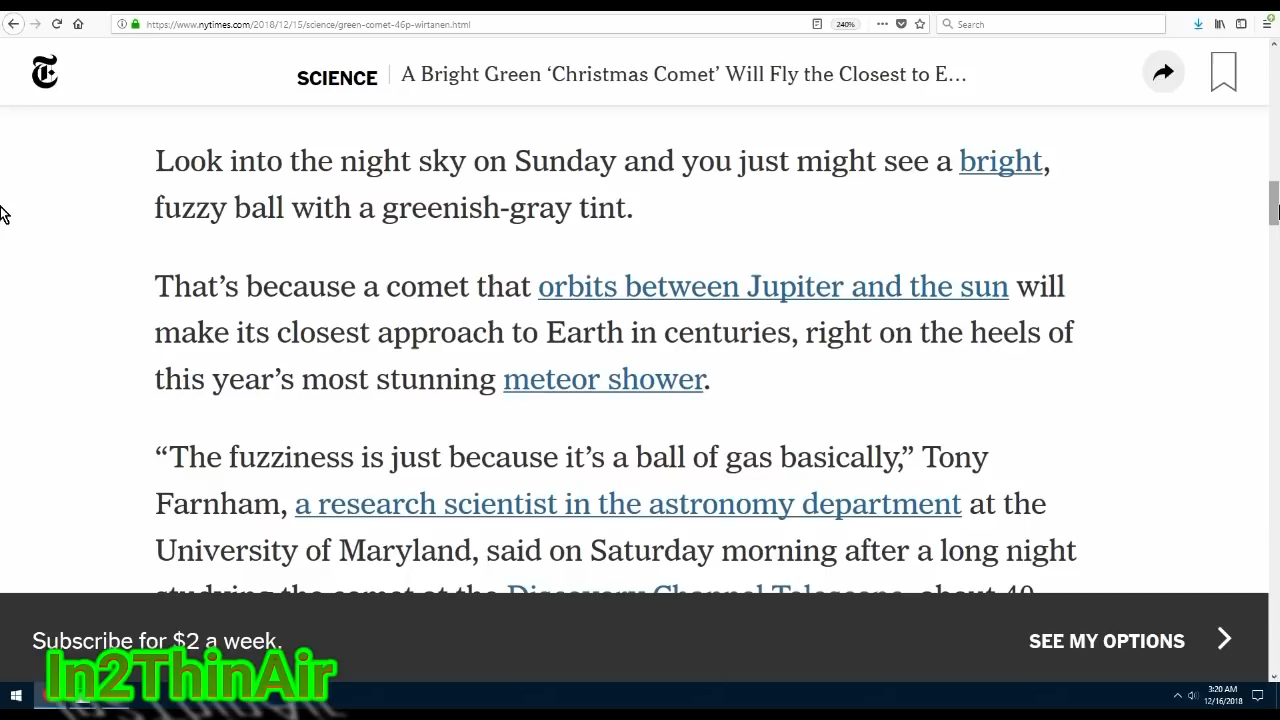 https://www.nytimes.com/2018/12/15/science/green-comet-46p-wirtanen.html
240%
Search
SCIENCE
A Bright Green ‘Christmas Comet’ Will Fly the Closest to E…
Look into the night sky on Sunday and you just might see a bright,
fuzzy ball with a greenish-gray tint.
That’s because a comet that orbits between Jupiter and the sun will
make its closest approach to Earth in centuries, right on the heels of
this year’s most stunning meteor shower.
“The fuzziness is just because it’s a ball of gas basically,” Tony
Farnham, a research scientist in the astronomy department at the
University of Maryland, said on Saturday morning after a long night
studying the comet at the Discovery Channel Telescope, about 40
Subscribe for $2 a week.
SEE MY OPTIONS
In2ThinAir
3:20 AM
12/16/2018